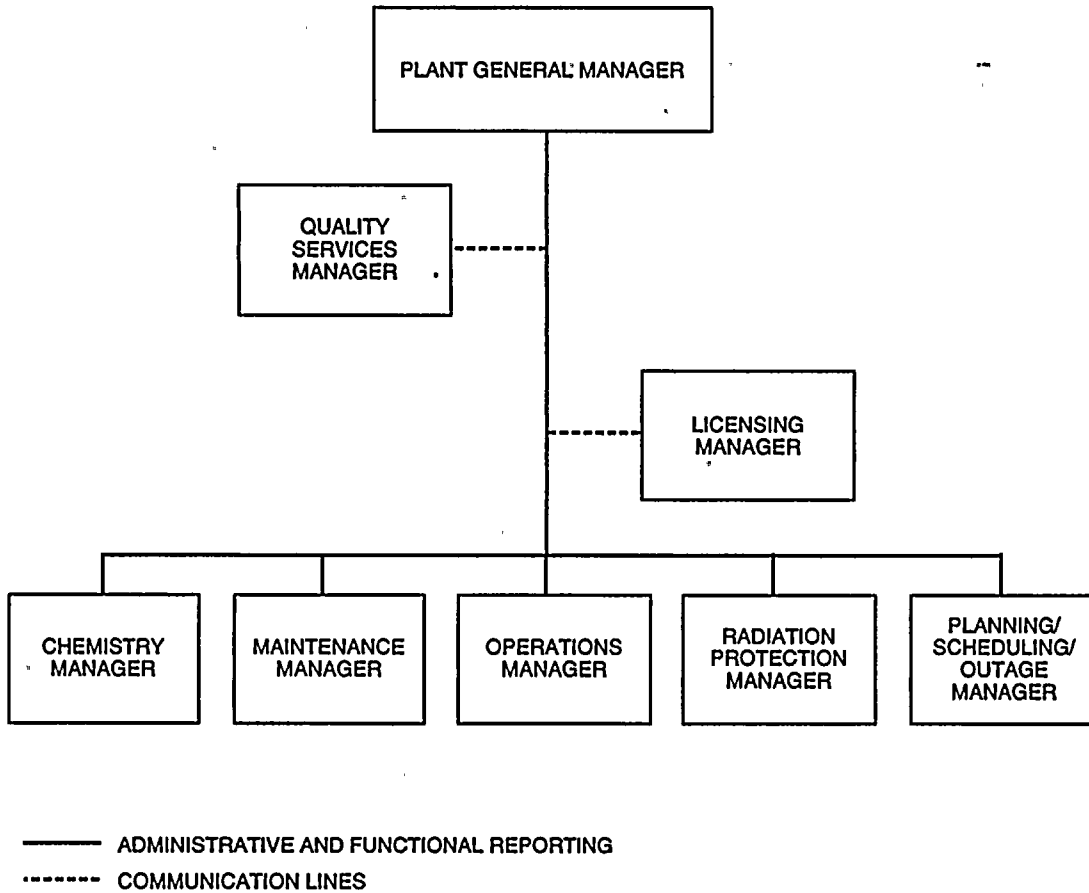 PLANT GENERAL MANAGER
QUALITY
SERVICES
MANAGER
LICENSING
MANAGER
CHEMISTRY
MANAGER
MAINTENANCE
MANAGER
OPERATIONS
MANAGER
RADIATION
PROTECTION
MANAGER
PLANNING/
SCHEDULING/
OUTAGE
MANAGER
ADMINISTRATIVE AND FUNCTIONAL REPORTING
COMMUNICATION LINES